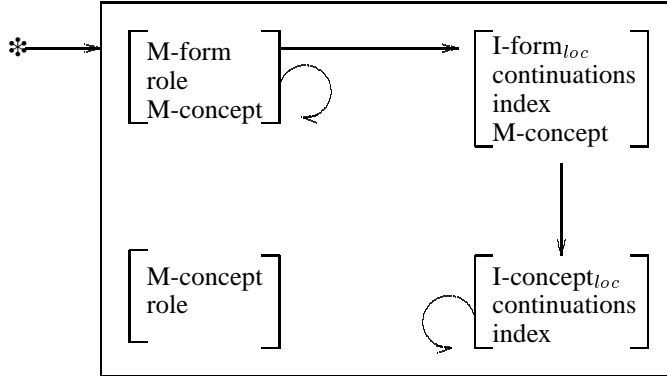 M-form
role
M-concept
I-form_loc
continuations
index
M-concept
M-concept
role
I-concept_loc
continuations
index